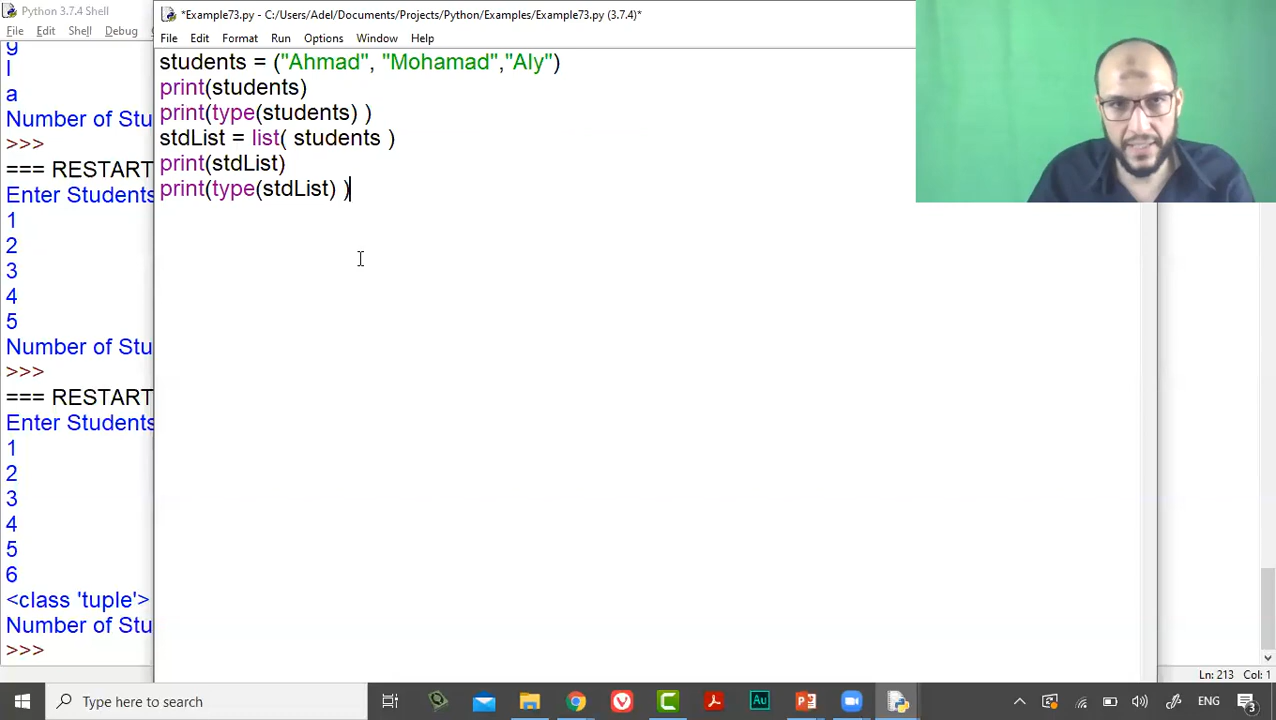 Python 3.7.4 Shell
File Edit Shell Debug
g
l
a
Number of Stu
>>>
=== RESTART
Enter Students
1
2
3
4
5
Number of Stu
>>>
=== RESTART
Enter Students
1
2
3
4
5
6
<class 'tuple'>
Number of Stu
>>>
*Example73.py - C:/Users/Adel/Documents/Projects/Python/Examples/Example73.py (3.7.4)*
File Edit Format Run Options Window Help
students = ("Ahmad", "Mohamad","Aly")
print(students)
print(type(students) )
stdList = list( students )
print(stdList)
print(type(stdList) )
Ln: 213 Col: 1
Type here to search
Au
ENG
3